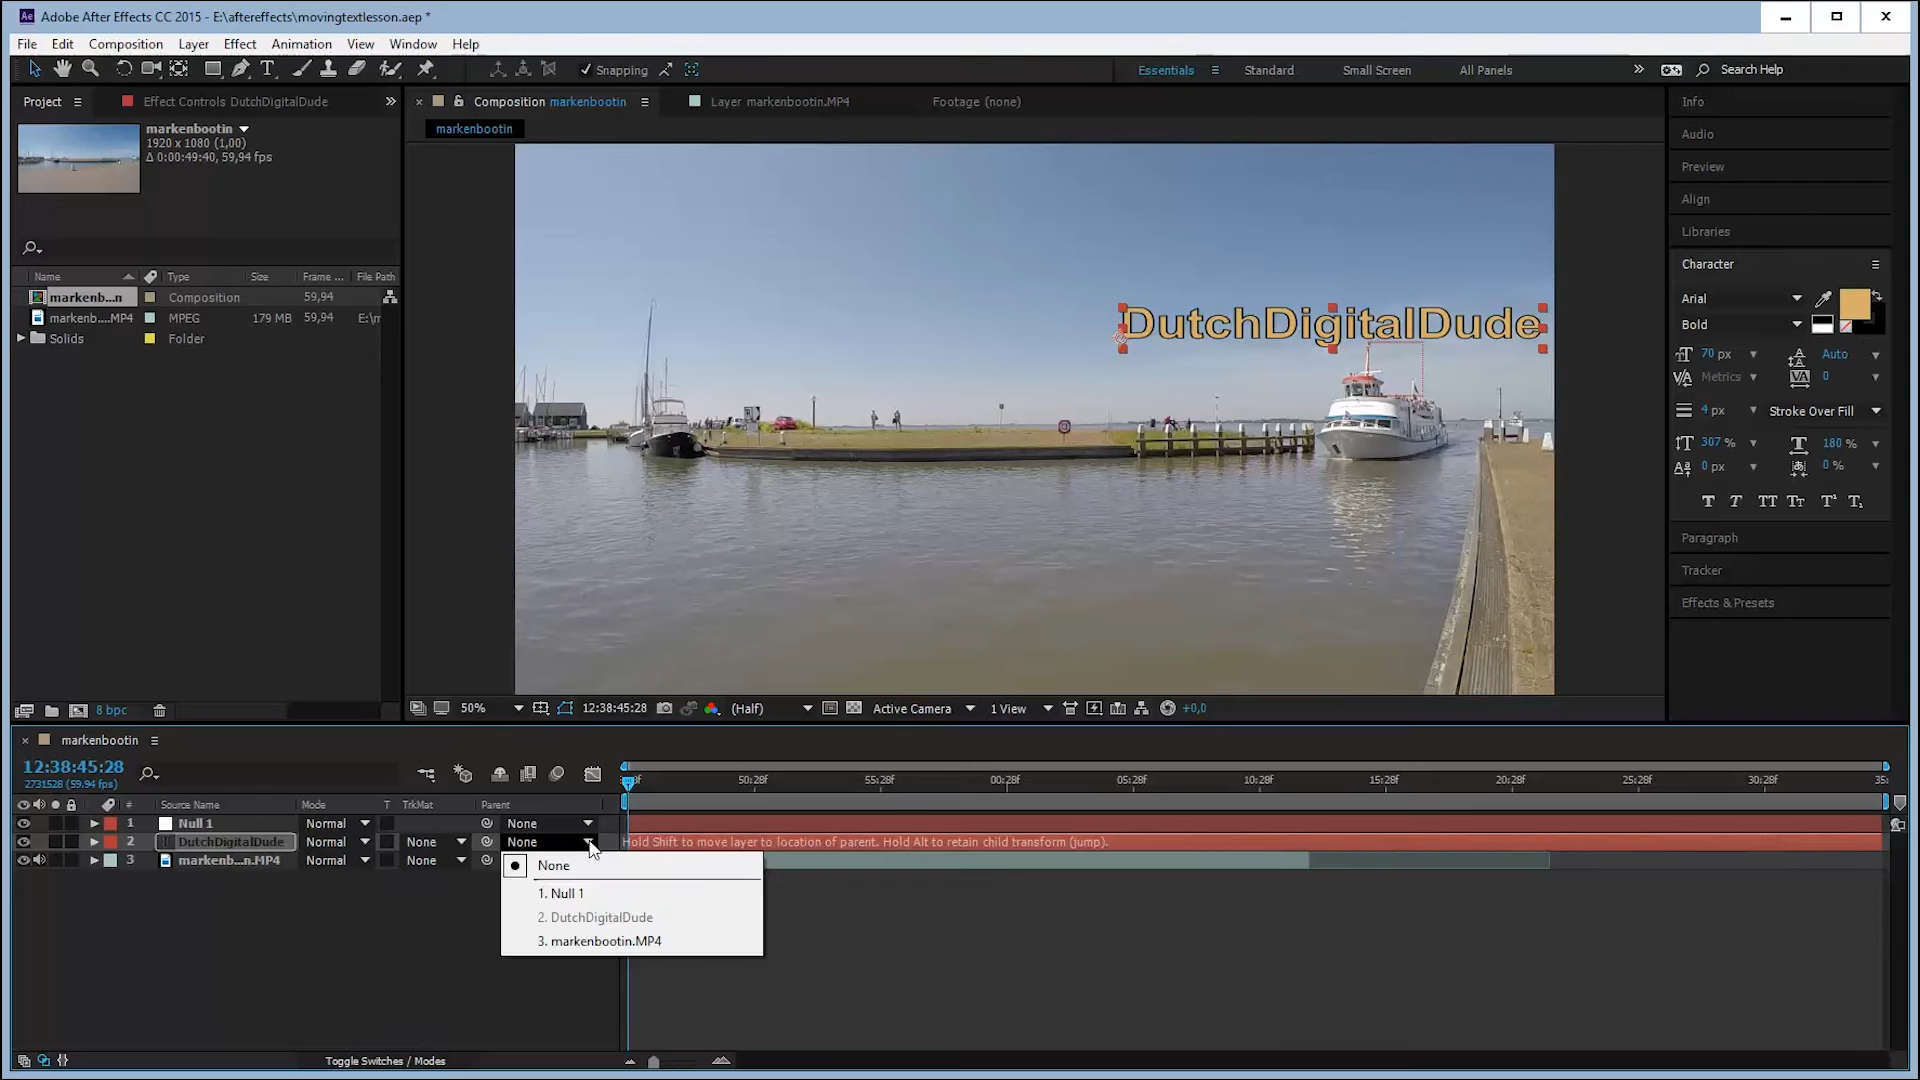 Adobe After Effects CC 2015 - E:\aftereffects\movingtextlesson.aep *
File Edit Composition Layer Effect Animation View Window Help
Snapping Essentials Standard Small Screen All Panels Search Help
Project Effect Controls DutchDigitalDude
Composition markenbootin Layer markenbootin.MP4 Footage (none)
markenbootin
markenbootin
1920 x 1080 (1,00)
Δ 0:00:49:40, 59,94 fps
Name Type Size Frame ... File Path
markenb...n Composition 59,94
markenb....MP4 MPEG 179 MB 59,94 E:\m
Solids Folder
8 bpc
DutchDigitalDude
50% 12:38:45:28 (Half) Active Camera 1 View +0,0
Info
Audio
Preview
Align
Libraries
Character
Arial
Bold
70 px Auto
Metrics 0
4 px Stroke Over Fill
307 % 180 %
0 px 0 %
Paragraph
Tracker
Effects & Presets
markenbootin
12:38:45:28
2731528 (59.94 fps)
50:28f 55:28f 00:28f 05:28f 10:28f 15:28f 20:28f 25:28f 30:28f 35:
# Source Name Mode T TrkMat Parent
1 Null 1 Normal None
2 DutchDigitalDude Normal None None
Hold Shift to move layer to location of parent. Hold Alt to retain child transform (jump).
3 markenb...n.MP4 Normal None
None
1. Null 1
2. DutchDigitalDude
3. markenbootin.MP4
Toggle Switches / Modes